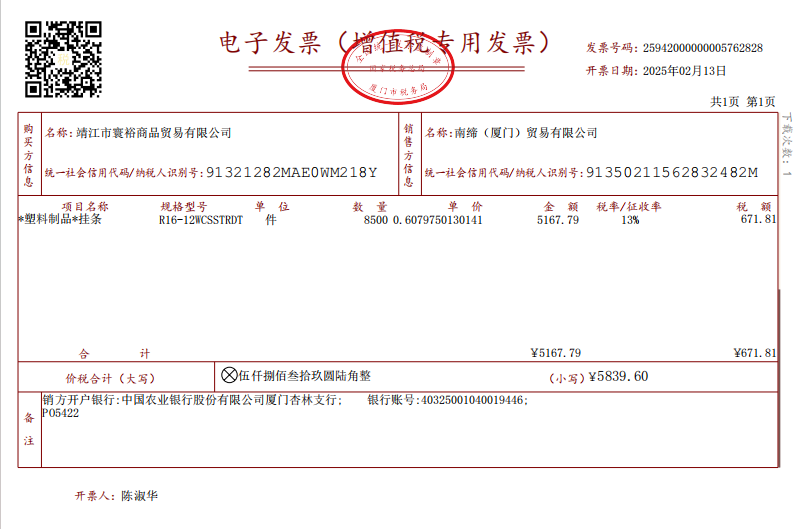 电子发票（增值税专用发票）
国家税务总局
厦门市税务局
发票号码：25942000000005762828
开票日期：2025年02月13日
共1页 第1页
下载次数：1
购买方信息
名称：靖江市寰裕商品贸易有限公司
统一社会信用代码/纳税人识别号：91321282MAE0WM218Y
销售方信息
名称：南缔（厦门）贸易有限公司
统一社会信用代码/纳税人识别号：91350211562832482M
项目名称 规格型号 单位 数量 单价 金额 税率/征收率 税额
*塑料制品*挂条 R16-12WCSSTRDT 件 8500 0.6079750130141 5167.79 13% 671.81
合计 ¥5167.79 ¥671.81
价税合计（大写） ⊗伍仟捌佰叁拾玖圆陆角整 （小写）¥5839.60
备注
销方开户银行:中国农业银行股份有限公司厦门杏林支行; 银行账号:40325001040019446;
P05422
开票人：陈淑华